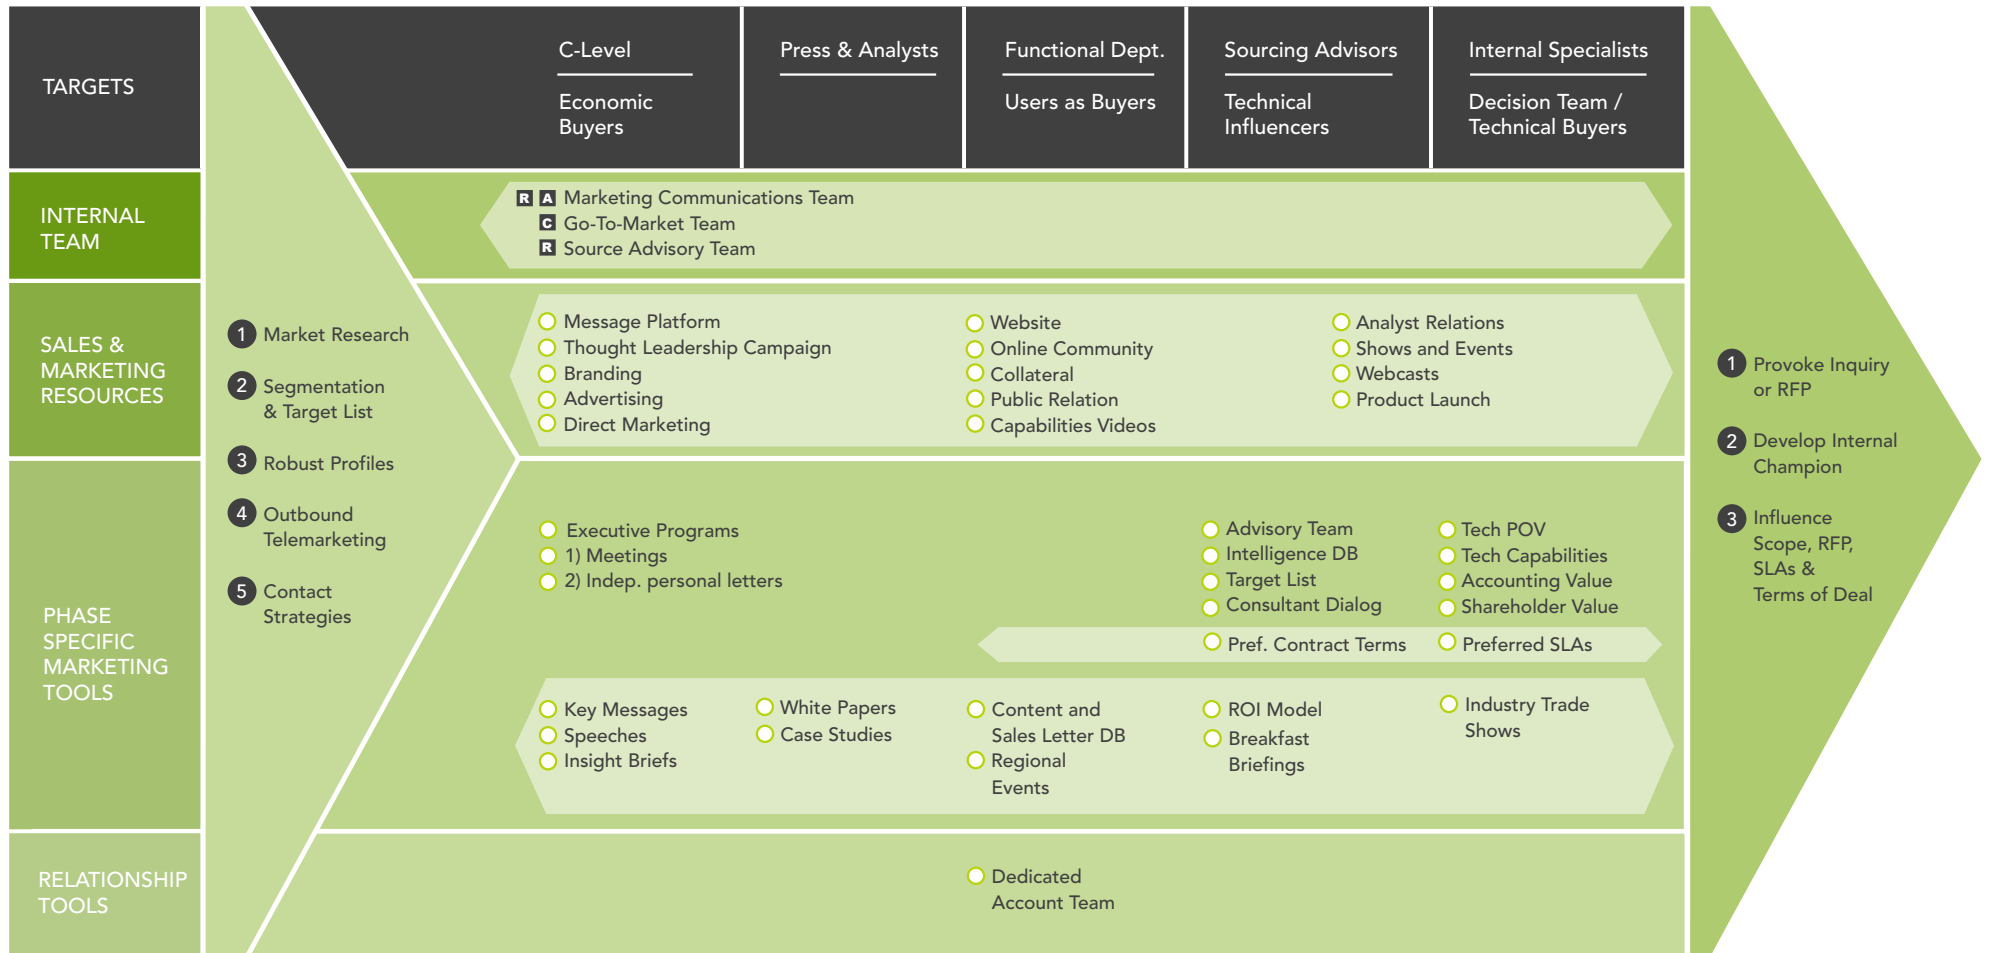 TARGETS
C-Level
Economic
Buyers
Press & Analysts
Functional Dept.
Users as Buyers
Sourcing Advisors
Technical
Influencers
Internal Specialists
Decision Team /
Technical Buyers
INTERNAL
TEAM
R A Marketing Communications Team
C Go-To-Market Team
R Source Advisory Team
1 Market Research
2 Segmentation
& Target List
3 Robust Profiles
4 Outbound
Telemarketing
5 Contact
Strategies
SALES &
MARKETING
RESOURCES
Message Platform
Thought Leadership Campaign
Branding
Advertising
Direct Marketing
Website
Online Community
Collateral
Public Relation
Capabilities Videos
Analyst Relations
Shows and Events
Webcasts
Product Launch
PHASE
SPECIFIC
MARKETING
TOOLS
Executive Programs
1) Meetings
2) Indep. personal letters
Advisory Team
Intelligence DB
Target List
Consultant Dialog
Pref. Contract Terms
Tech POV
Tech Capabilities
Accounting Value
Shareholder Value
Preferred SLAs
Key Messages
Speeches
Insight Briefs
White Papers
Case Studies
Content and
Sales Letter DB
Regional
Events
ROI Model
Breakfast
Briefings
Industry Trade
Shows
RELATIONSHIP
TOOLS
Dedicated
Account Team
1 Provoke Inquiry
or RFP
2 Develop Internal
Champion
3 Influence
Scope, RFP,
SLAs &
Terms of Deal